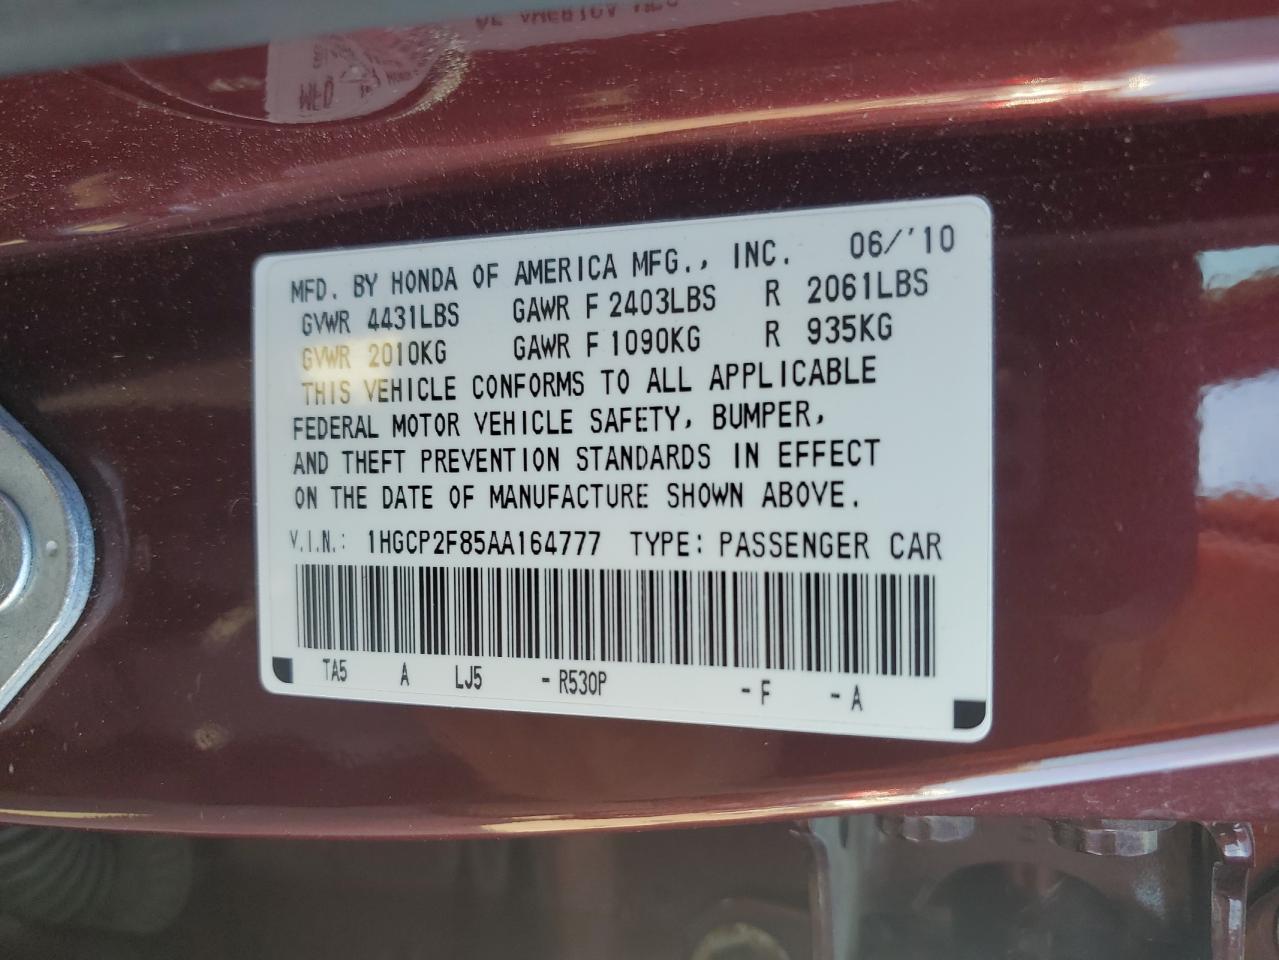 MFD. BY HONDA OF AMERICA MFG., INC. 06/'10
GVWR 4431LBS GAWR F 2403LBS R 2061LBS
GVWR 2010KG GAWR F 1090KG R 935KG
THIS VEHICLE CONFORMS TO ALL APPLICABLE
FEDERAL MOTOR VEHICLE SAFETY, BUMPER,
AND THEFT PREVENTION STANDARDS IN EFFECT
ON THE DATE OF MANUFACTURE SHOWN ABOVE.
V.I.N.: 1HGCP2F85AA164777 TYPE: PASSENGER CAR
TA5 A LJ5 - R530P - F - A